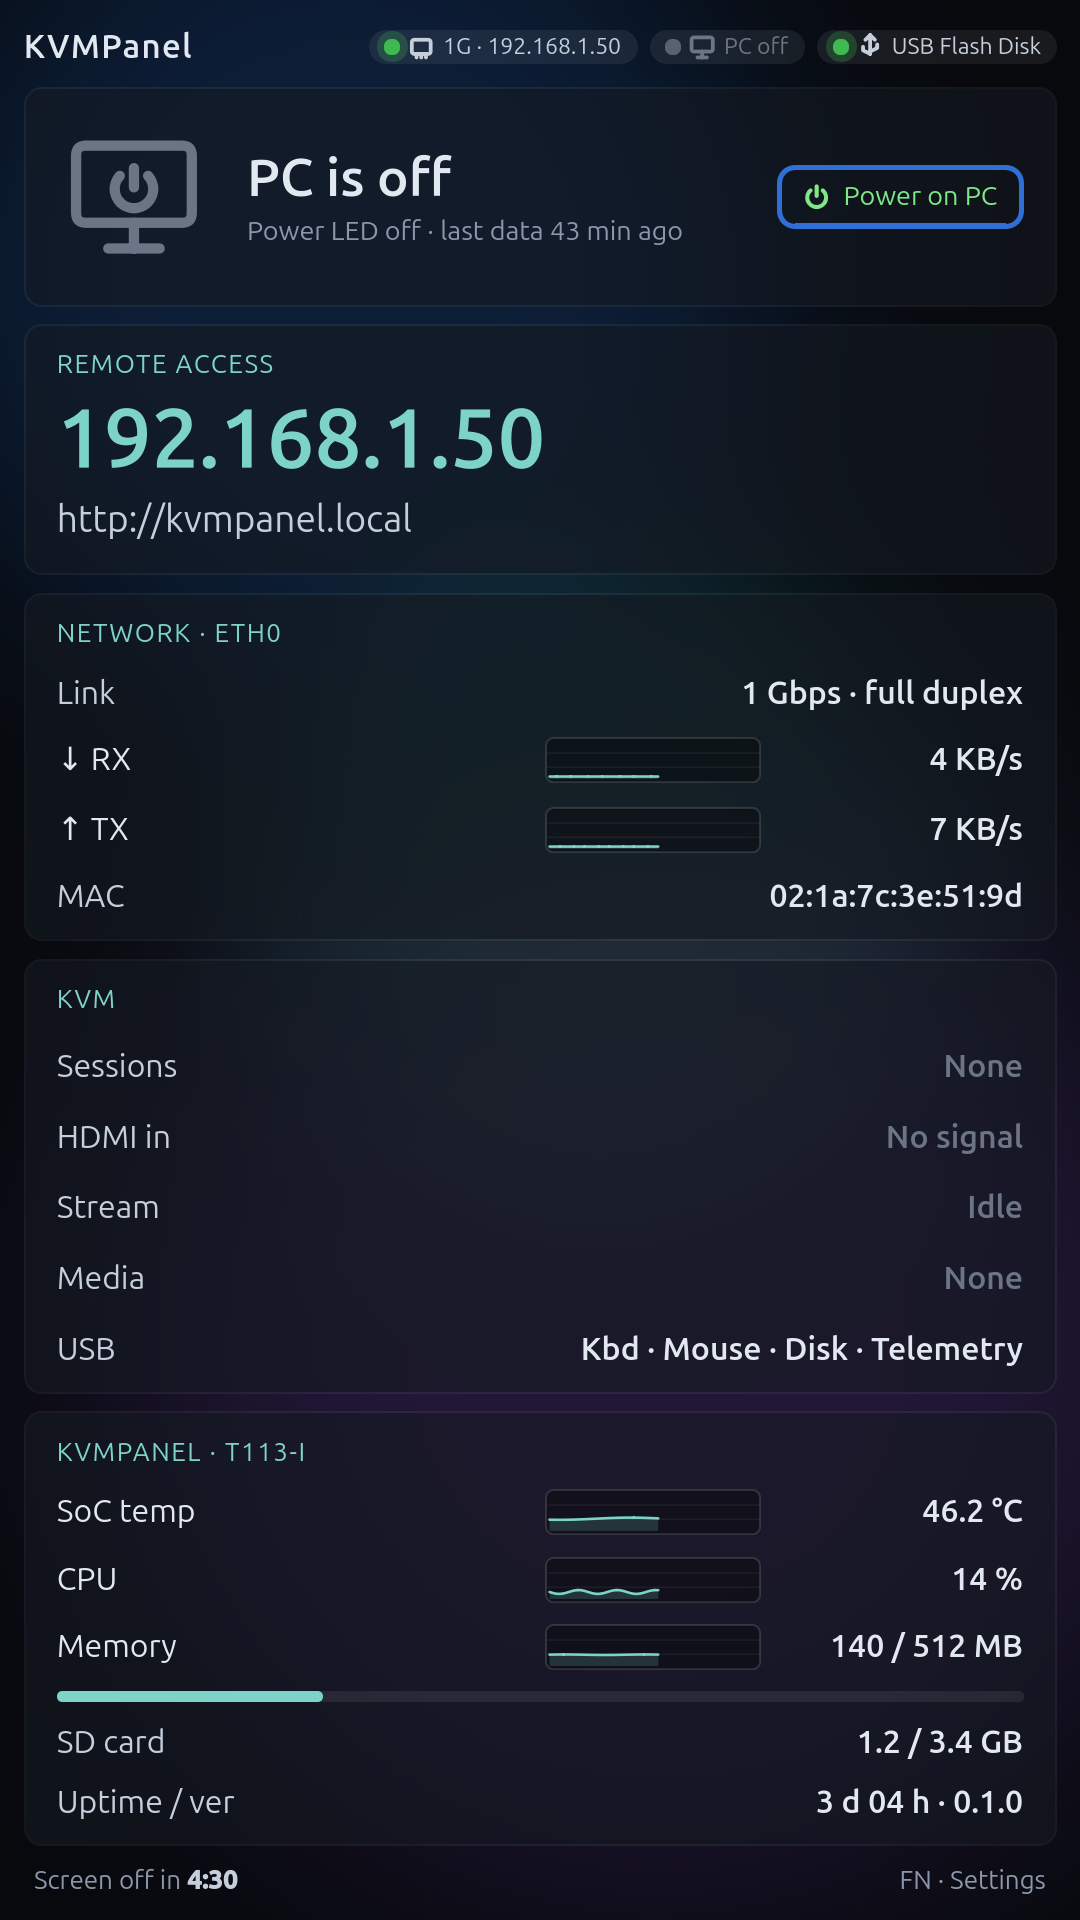 KVMPanel
1G · 192.168.1.50
PC off
USB Flash Disk
PC is off
Power LED off · last data 43 min ago
Power on PC
REMOTE ACCESS
192.168.1.50
http://kvmpanel.local
NETWORK · ETH0
Link 1 Gbps · full duplex
↓ RX 4 KB/s
↑ TX 7 KB/s
MAC 02:1a:7c:3e:51:9d
KVM
Sessions None
HDMI in No signal
Stream Idle
Media None
USB Kbd · Mouse · Disk · Telemetry
KVMPANEL · T113-I
SoC temp 46.2 °C
CPU 14 %
Memory 140 / 512 MB
SD card 1.2 / 3.4 GB
Uptime / ver 3 d 04 h · 0.1.0
Screen off in 4:30
FN · Settings